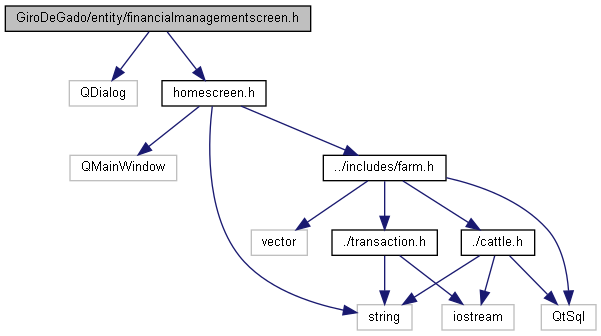 GiroDeGado/entity/financialmanagementscreen.h
QDialog
homescreen.h
QMainWindow
../includes/farm.h
vector
./transaction.h
./cattle.h
string
iostream
QtSql